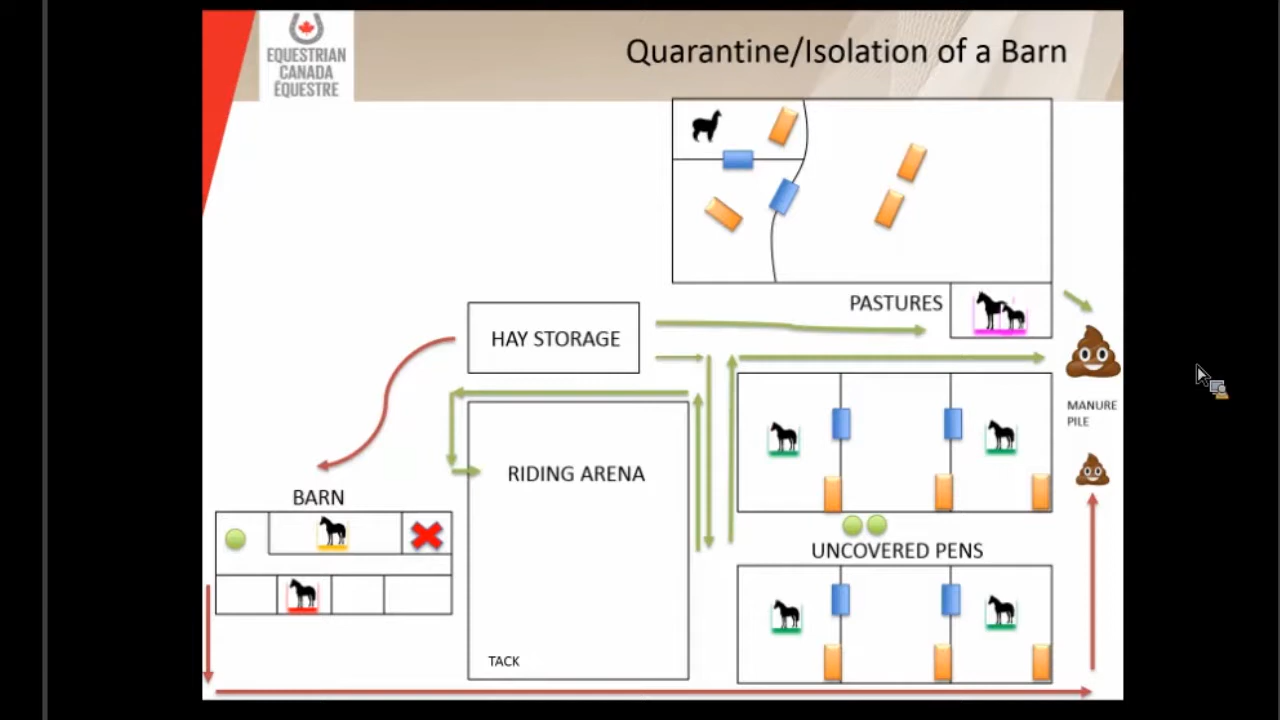 EQUESTRIAN
CANADA
ÉQUESTRE
Quarantine/Isolation of a Barn
PASTURES
HAY STORAGE
MANURE
PILE
RIDING ARENA
BARN
UNCOVERED PENS
TACK